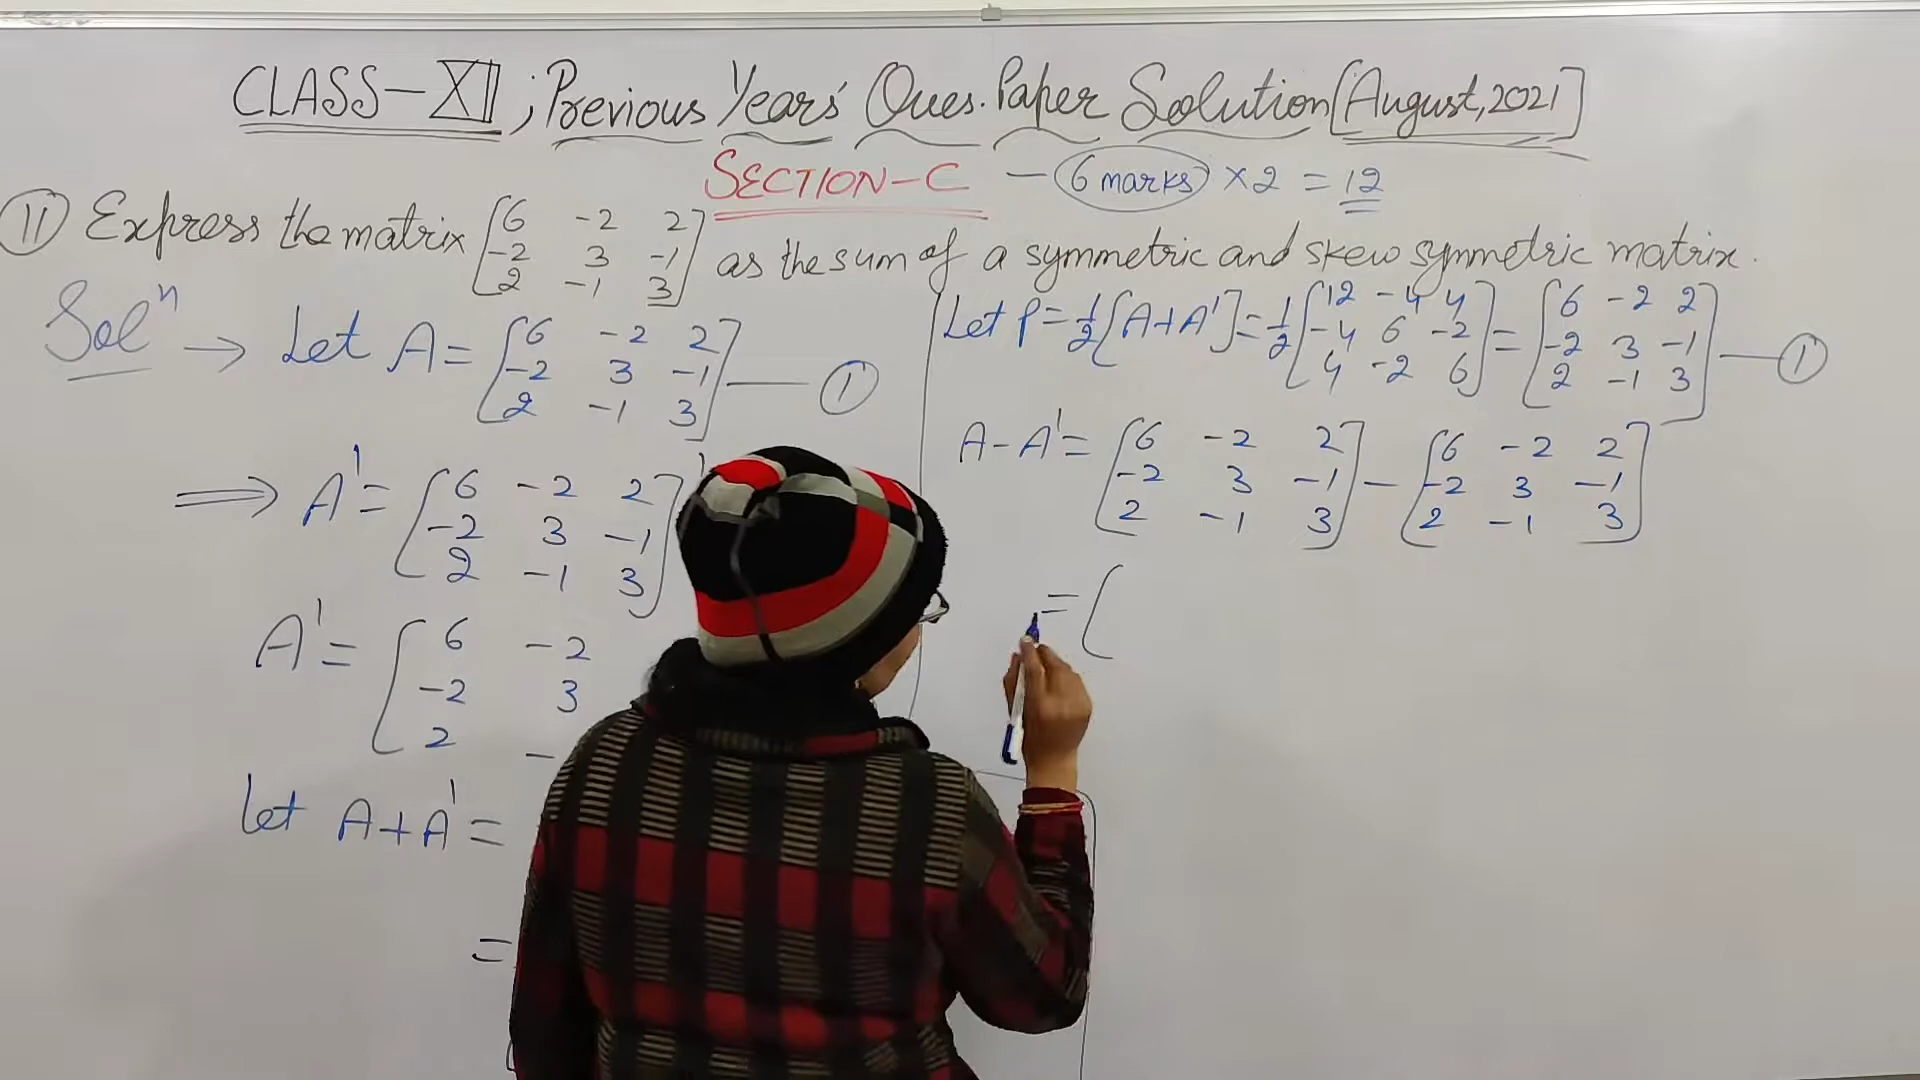 CLASS-XII; Previous Years' Ques. Paper Solution [August, 2021]
SECTION-C - 6 marks × 2 = 12
11 Express the matrix [6 -2 2
-2 3 -1
2 -1 3] as the sum of a symmetric and skew symmetric matrix.
Solⁿ → Let A = [6 -2 2
-2 3 -1
2 -1 3] — 1
⟹ A' = [6 -2 2
-2 3 -1
2 -1 3]'
A' = [6 -2
-2 3
2 -
Let A+A' =
=
Let P = 1/2 [A+A'] = 1/2 [12 -4 4
-4 6 -2
4 -2 6] = [6 -2 2
-2 3 -1
2 -1 3] — 1
A-A' = [6 -2 2
-2 3 -1
2 -1 3] - [6 -2 2
-2 3 -1
2 -1 3]
= [